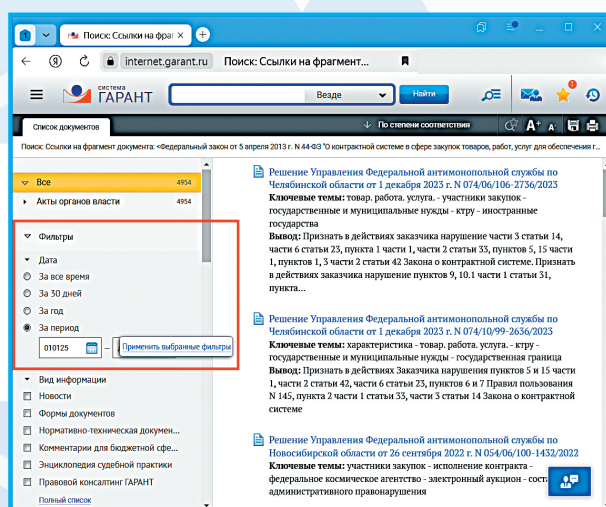 1
Поиск: Ссылки на фраг
internet.garant.ru Поиск: Ссылки на фрагмент...
система
ГАРАНТ
Везде
Найти
Список документов
По степени соответствия
A+ A-
Поиск: Ссылки на фрагмент документа: «Федеральный закон от 5 апреля 2013 г. N 44-ФЗ "О контрактной системе в сфере закупок товаров, работ, услуг для обеспечения г...
Все 4954
Акты органов власти 4954
Фильтры
Дата
За все время
За 30 дней
За год
За период
010125 –
Применить выбранные фильтры
Вид информации
Новости
Формы документов
Нормативно-техническая докумен...
Комментарии для бюджетной сфе...
Энциклопедия судебной практики
Правовой консалтинг ГАРАНТ
Полный список
Решение Управления Федеральной антимонопольной службы по
Челябинской области от 1 декабря 2023 г. N 074/06/106-2736/2023
Ключевые темы: товар. работа. услуга. - участники закупок -
государственные и муниципальные нужды - ктру - иностранные
государства
Вывод: Признать в действиях заказчика нарушение части 3 статьи 14,
части 6 статьи 23, пункта 1 части 1, части 2 статьи 33, пунктов 5, 15 части
1, пунктов 1, 3 части 2 статьи 42 Закона о контрактной системе. Признать
в действиях заказчика нарушение пунктов 9, 10.1 части 1 статьи 31,
пункта...
Решение Управления Федеральной антимонопольной службы по
Челябинской области от 1 декабря 2023 г. N 074/10/99-2636/2023
Ключевые темы: характеристика - товар. работа. услуга. - ктру -
государственные и муниципальные нужды - государственная граница
Вывод: Признать в действиях Заказчика нарушения пунктов 5 и 15 части
1, части 2 статьи 42, части 6 статьи 23, пунктов 6 и 7 Правил пользования
N 145, пункта 2 части 1 статьи 33, части 3 статьи 14 Закона о контрактной
системе
Решение Управления Федеральной антимонопольной службы по
Новосибирской области от 26 сентября 2022 г. N 054/06/100-1432/2022
Ключевые темы: участники закупок - исполнение контракта -
федеральное космическое агентство - электронный аукцион - сост
административного правонарушения